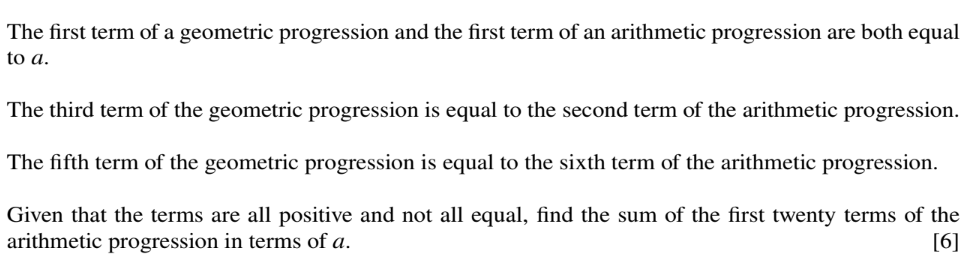 The first term of a geometric progression and the first term of an arithmetic progression are both equal
to a.
The third term of the geometric progression is equal to the second term of the arithmetic progression.
The fifth term of the geometric progression is equal to the sixth term of the arithmetic progression.
Given that the terms are all positive and not all equal, find the sum of the first twenty terms of the
arithmetic progression in terms of a. [6]